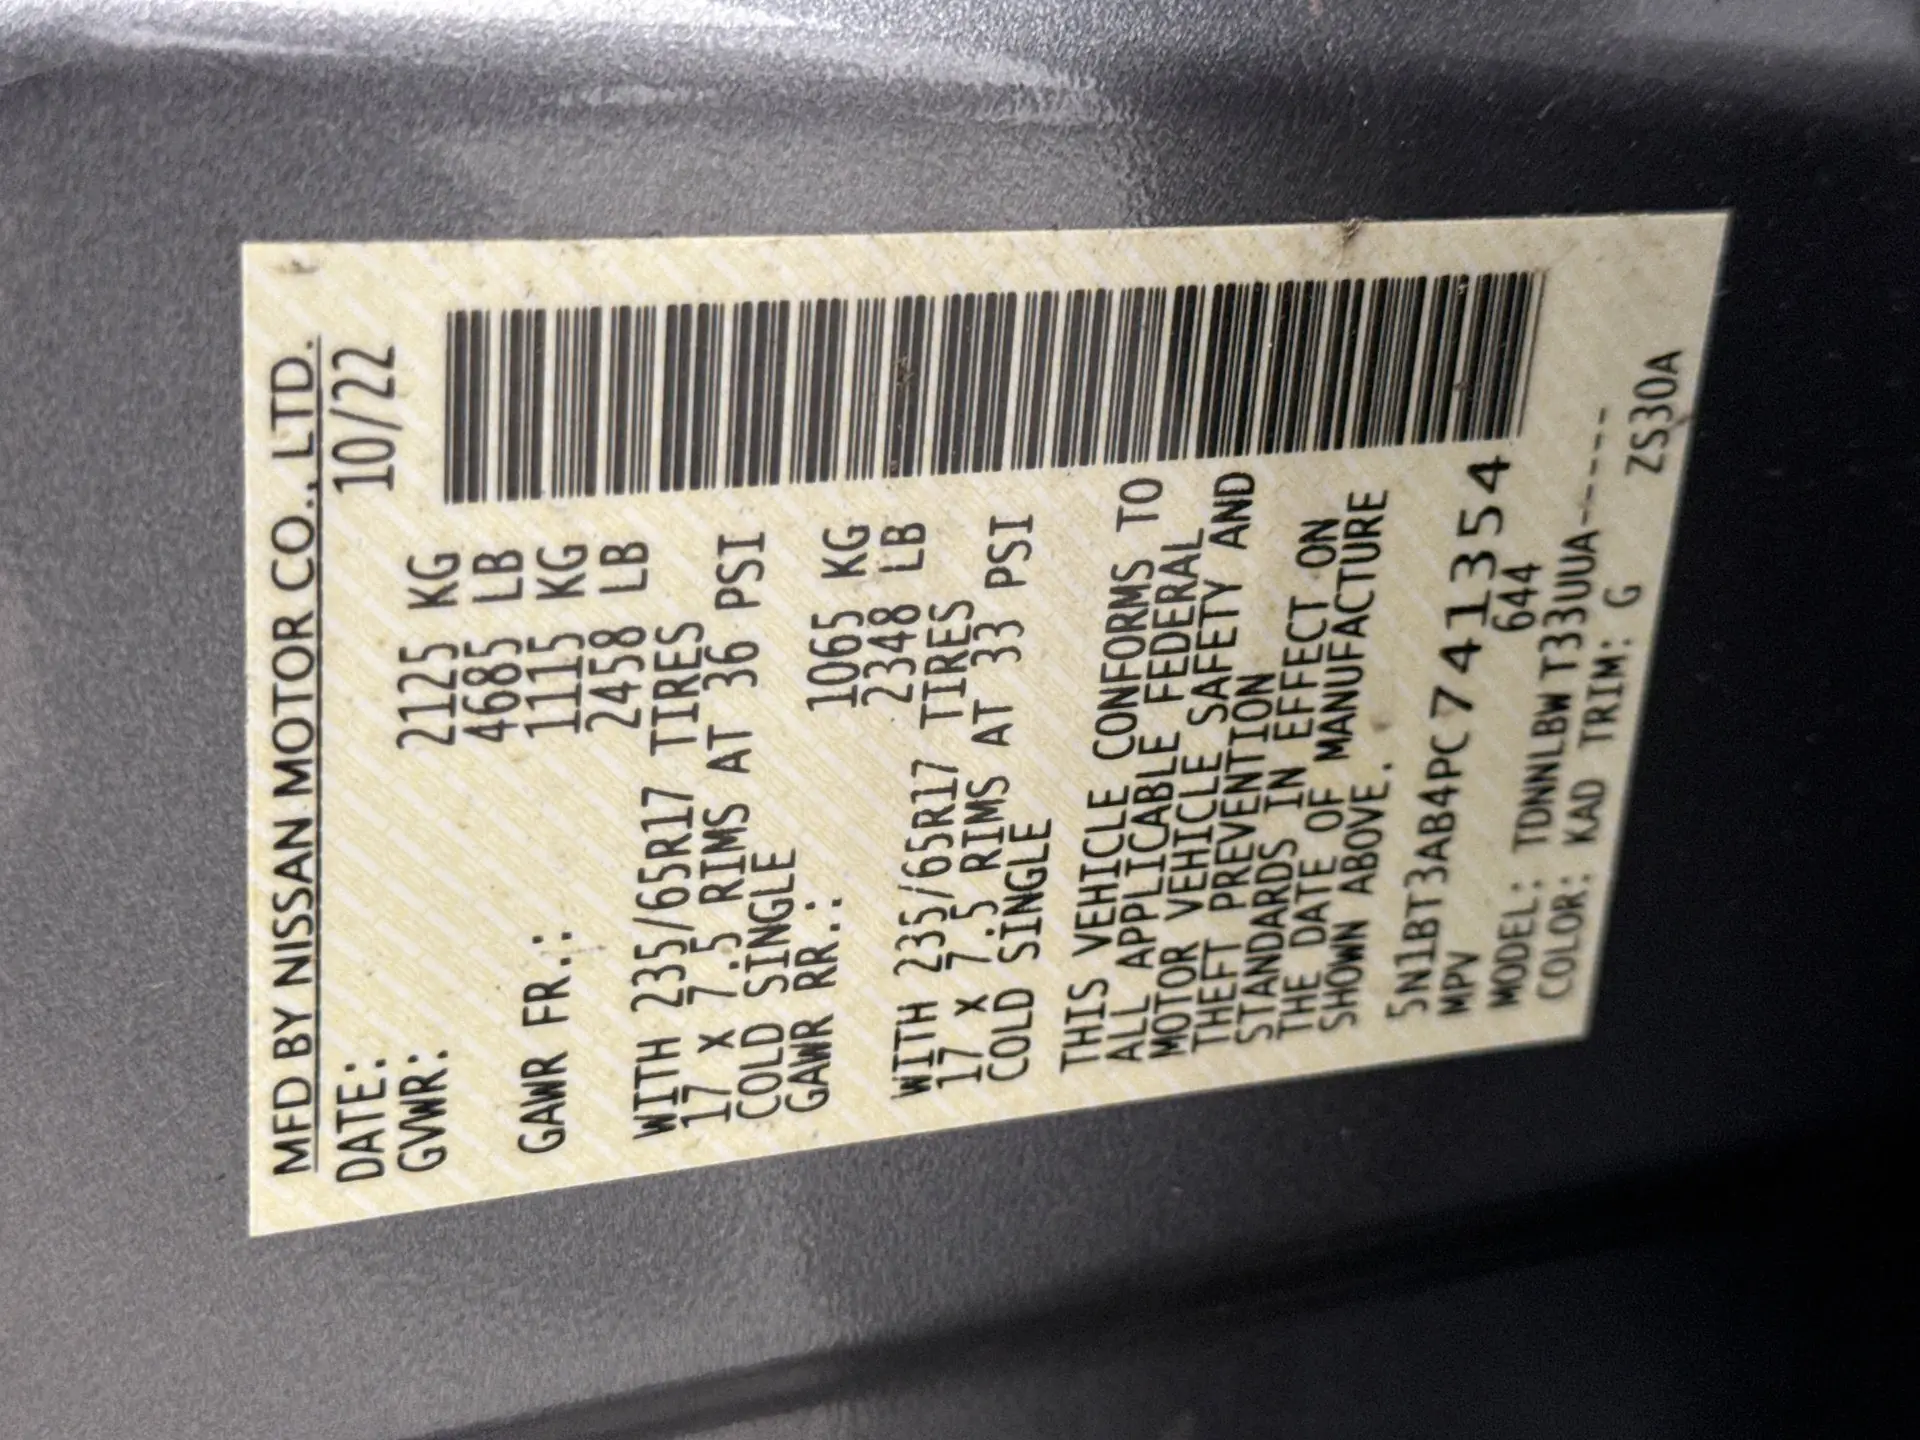 MFD BY NISSAN MOTOR CO., LTD.
DATE: 10/22
GVWR: 2125 KG
4685 LB
GAWR FR.: 1115 KG
2458 LB
WITH 235/65R17 TIRES
17 X 7.5 RIMS AT 36 PSI
COLD SINGLE
GAWR RR.: 1065 KG
2348 LB
WITH 235/65R17 TIRES
17 X 7.5 RIMS AT 33 PSI
COLD SINGLE
THIS VEHICLE CONFORMS TO
ALL APPLICABLE FEDERAL
MOTOR VEHICLE SAFETY AND
THEFT PREVENTION
STANDARDS IN EFFECT ON
THE DATE OF MANUFACTURE
SHOWN ABOVE.
5N1BT3AB4PC741354
MPV 644
MODEL: TDNNLBW T33UUA-----
COLOR: KAD TRIM: G ZS30A